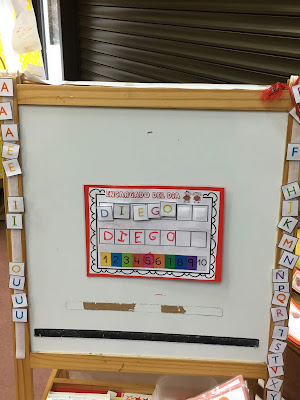 ENCARGADO DEL DÍA
DIEGO
DIEGO
1 2 3 4 5 6 7 8 9 10
A
A
E
E
I
I
O
U
U
F
H
K
M
N
Ñ
P
Q
R
S
T
V
X
Y